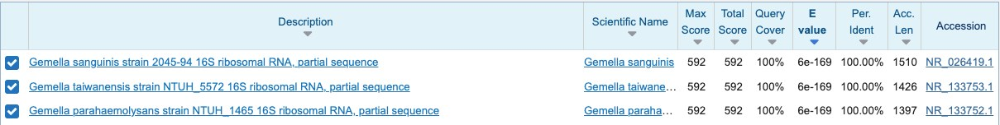 Description Scientific Name Max Score Total Score Query Cover E value Per. Ident Acc. Len Accession
Gemella sanguinis strain 2045-94 16S ribosomal RNA, partial sequence Gemella sanguinis 592 592 100% 6e-169 100.00% 1510 NR_026419.1
Gemella taiwanensis strain NTUH_5572 16S ribosomal RNA, partial sequence Gemella taiwane... 592 592 100% 6e-169 100.00% 1426 NR_133753.1
Gemella parahaemolysans strain NTUH_1465 16S ribosomal RNA, partial sequence Gemella paraha... 592 592 100% 6e-169 100.00% 1397 NR_133752.1